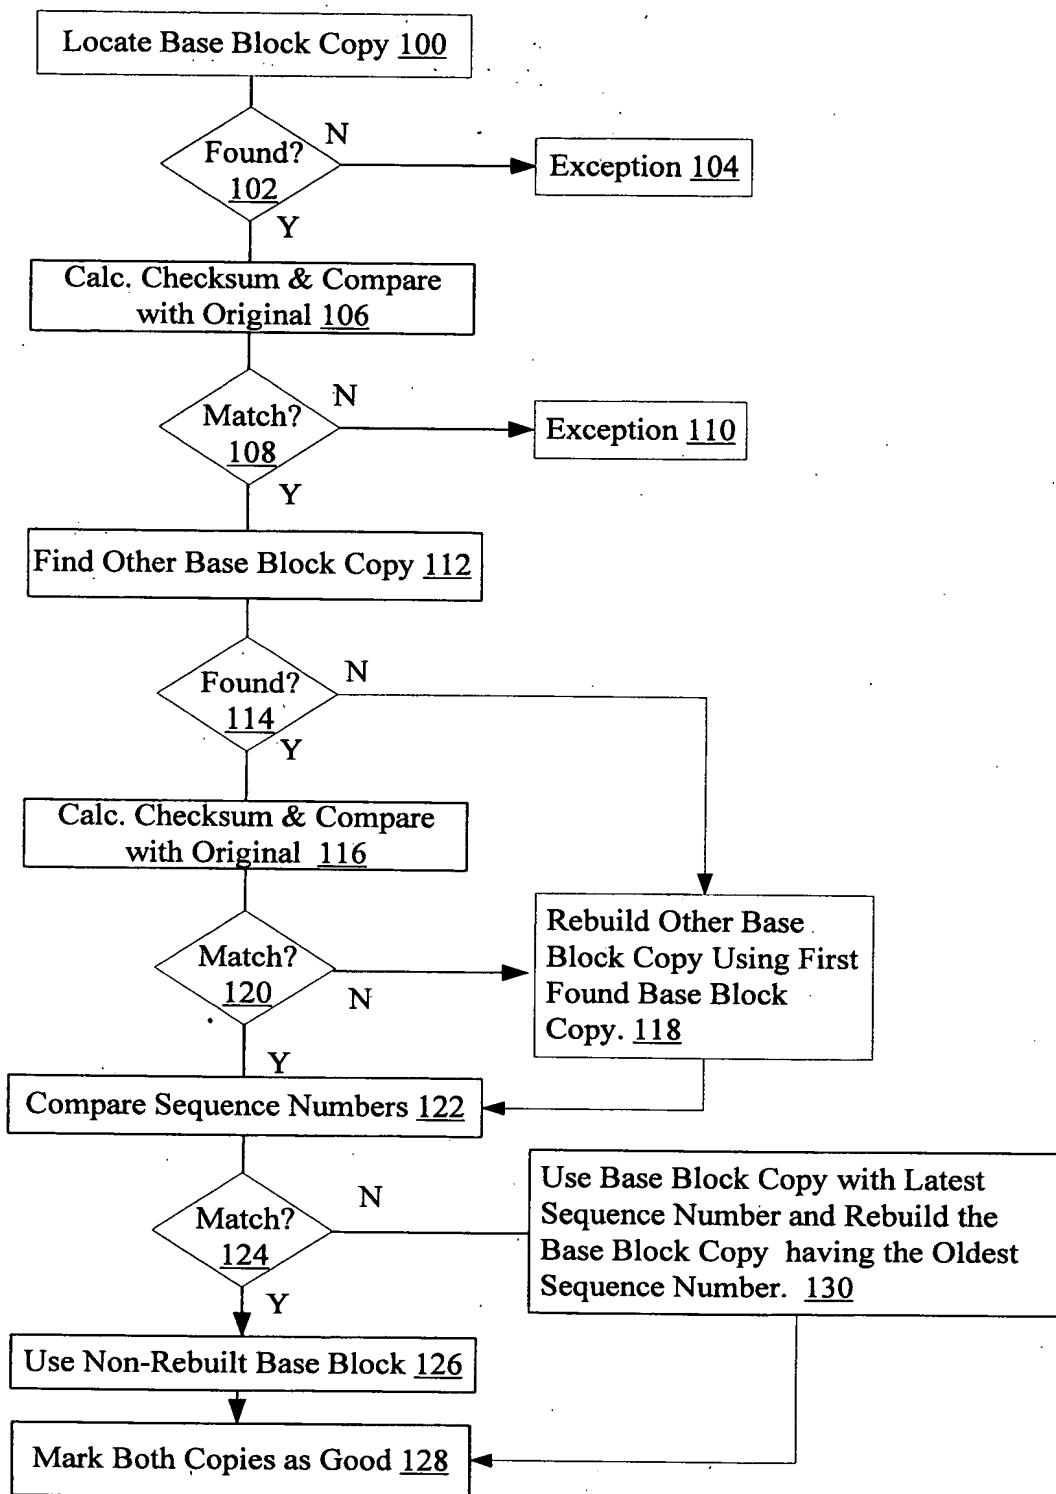 Locate Base Block Copy 100
N
Found?
102
Exception 104
Y
Calc. Checksum & Compare
with Original 106
N
Match?
108
Exception 110
Y
Find Other Base Block Copy 112
N
Found?
114
Y
Calc. Checksum & Compare
with Original 116
Rebuild Other Base
Block Copy Using First
Found Base Block
Copy. 118
Match?
120
N
Y
Compare Sequence Numbers 122
N
Match?
124
Use Base Block Copy with Latest
Sequence Number and Rebuild the
Base Block Copy having the Oldest
Sequence Number. 130
Y
Use Non-Rebuilt Base Block 126
Mark Both Copies as Good 128